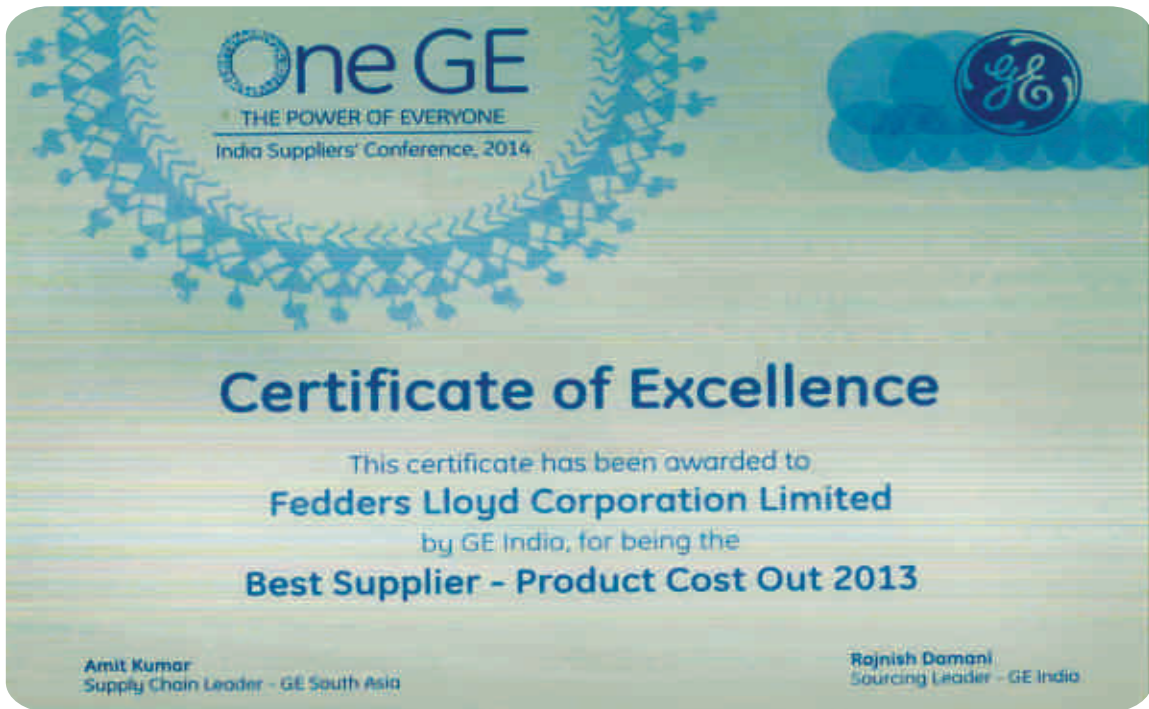 One GE
THE POWER OF EVERYONE
India Suppliers' Conference, 2014
GE
Certificate of Excellence
This certificate has been awarded to
Fedders Lloyd Corporation Limited
by GE India, for being the
Best Supplier - Product Cost Out 2013
Amit Kumar
Supply Chain Leader - GE South Asia
Rajnish Damani
Sourcing Leader - GE India